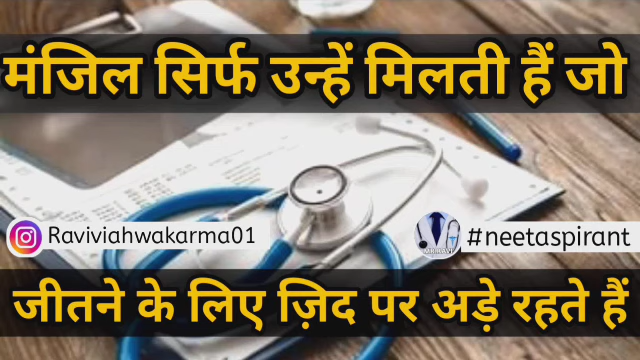 मंजिल सिर्फ उन्हें मिलती हैं जो
Raviviahwakarma01
#neetaspirant
जीतने के लिए ज़िद पर अड़े रहते हैं